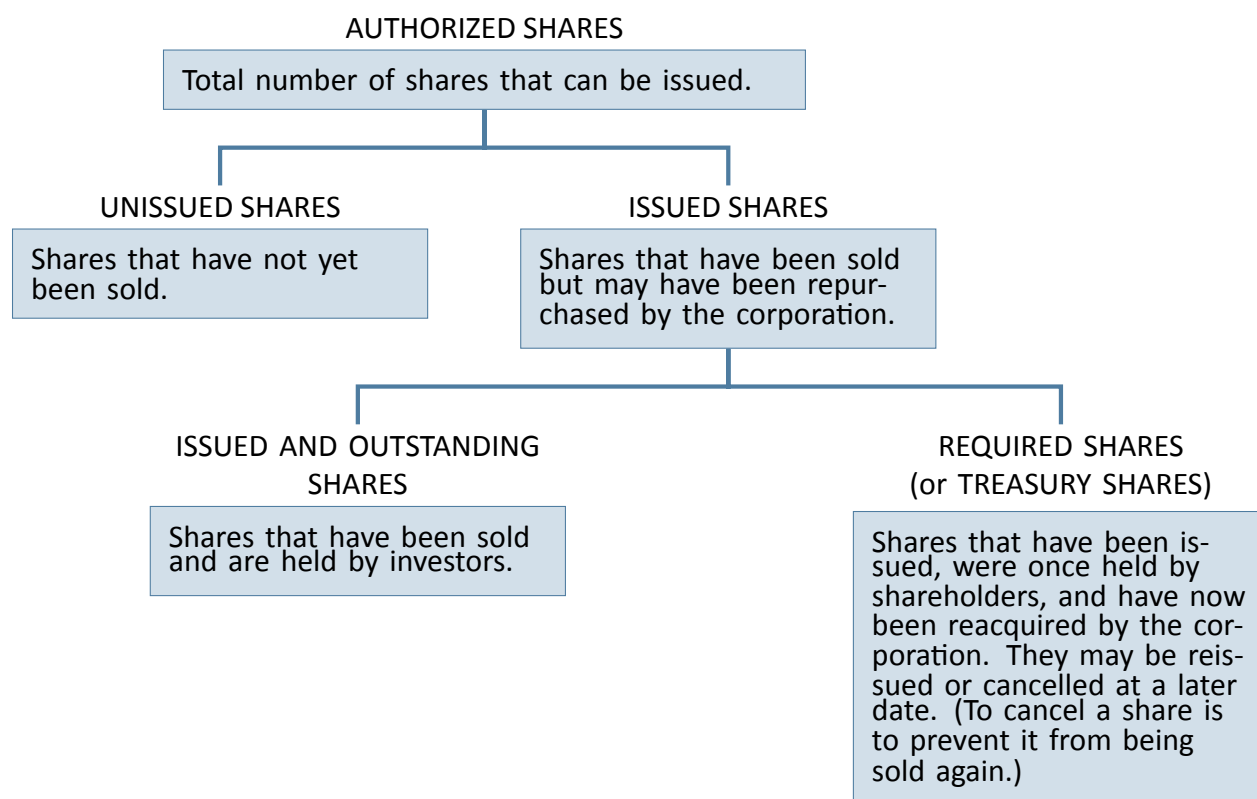 AUTHORIZED SHARES
Total number of shares that can be issued.
UNISSUED SHARES
Shares that have not yet
been sold.
ISSUED SHARES
Shares that have been sold
but may have been repur-
chased by the corporation.
ISSUED AND OUTSTANDING
SHARES
Shares that have been sold
and are held by investors.
REQUIRED SHARES
(or TREASURY SHARES)
Shares that have been is-
sued, were once held by
shareholders, and have now
been reacquired by the cor-
poration. They may be reis-
sued or cancelled at a later
date. (To cancel a share is
to prevent it from being
sold again.)